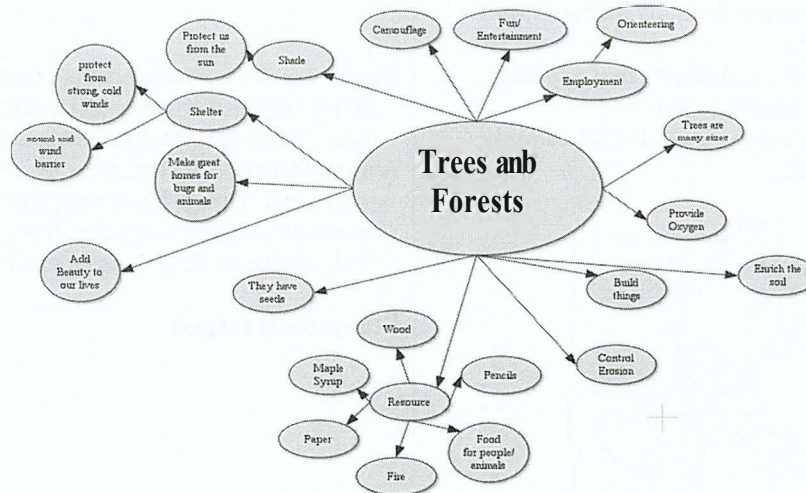 Camouflage
Fun/
Entertainment
Orienteering
Protect us
from the
sun
Shade
Employment
protect
from
strong, cold
winds
Shelter
sound and
wind
barrier
Make great
homes for
bugs and
animals
Trees anb
Forests
Trees are
many sizes
Provide
Oxygen
Add
Beauty to
our lives
They have
seeds
Build
things
Enrich the
soil
Wood
Control
Erosion
Maple
Syrup
Pencils
Resource
Paper
Food
for people/
animals
Fire